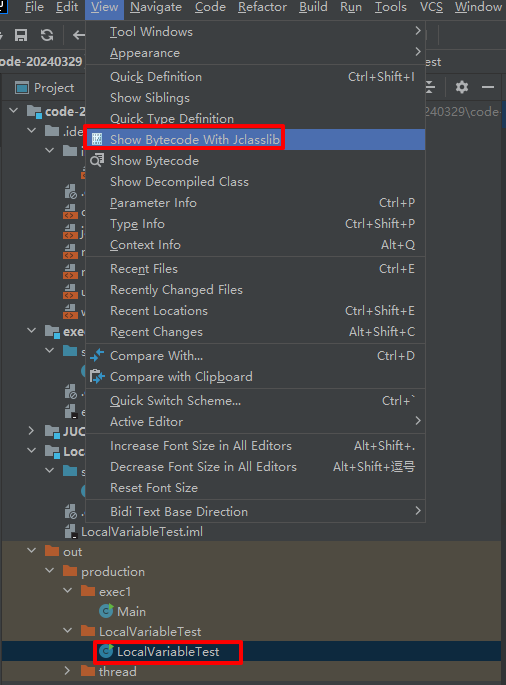 File Edit View Navigate Code Refactor Build Run Tools VCS Window
ode-20240329
est
Project
Tool Windows
Appearance
Quick Definition Ctrl+Shift+I
Show Siblings
Quick Type Definition
Show Bytecode With Jclasslib
Show Bytecode
Show Decompiled Class
Parameter Info Ctrl+P
Type Info Ctrl+Shift+P
Context Info Alt+Q
Recent Files Ctrl+E
Recently Changed Files
Recent Locations Ctrl+Shift+E
Recent Changes Alt+Shift+C
Compare With... Ctrl+D
Compare with Clipboard
Quick Switch Scheme... Ctrl+`
Active Editor
Increase Font Size in All Editors Alt+Shift+.
Decrease Font Size in All Editors Alt+Shift+逗号
Reset Font Size
Bidi Text Base Direction
code-2
0329\code-
.ide
exe
JUC
Loc
LocalVariableTest.iml
out
production
exec1
Main
LocalVariableTest
LocalVariableTest
thread